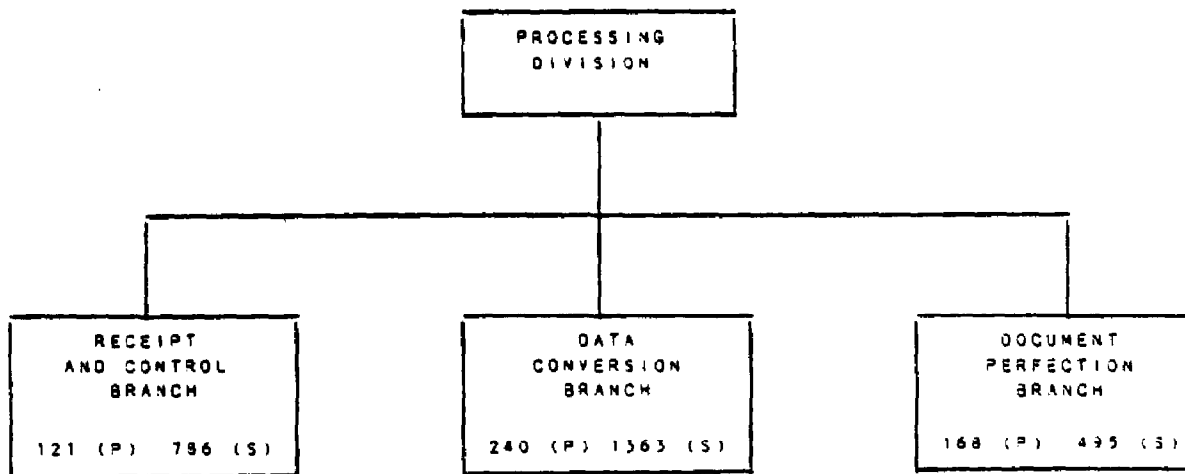 PROCESSING
DIVISION
RECEIPT
AND CONTROL
BRANCH
121 (P) 786 (S)
DATA
CONVERSION
BRANCH
240 (P) 1363 (S)
DOCUMENT
PERFECTION
BRANCH
168 (P) 495 (S)